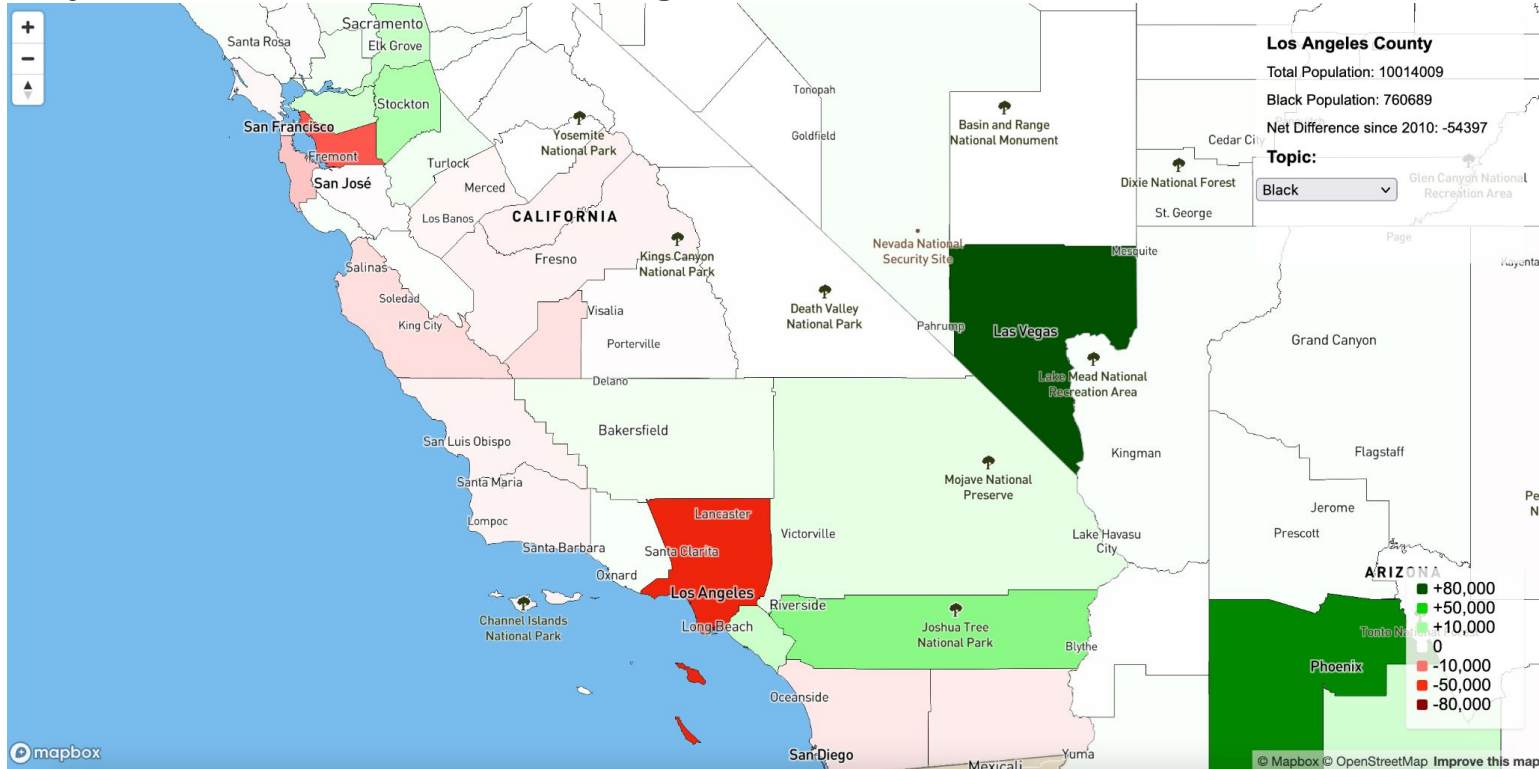 Sacramento
Santa Rosa
Elk Grove
Stockton
San Francisco
Fremont
San José
Turlock
Yosemite
National Park
Merced
Los Banos
CALIFORNIA
Tonopah
Goldfield
Basin and Range
National Monument
Cedar City
Dixie National Forest
St. George
Los Angeles County
Total Population: 10014009
Black Population: 760689
Net Difference since 2010: -54397
Topic:
Black
Glen Canyon National
Recreation Area
Page
Salinas
Soledad
King City
Fresno
Kings Canyon
National Park
Visalia
Porterville
Delano
Nevada National
Security Site
Death Valley
National Park
Pahrump
Mesquite
Las Vegas
Lake Mead National
Recreation Area
Grand Canyon
Kingman
Flagstaff
San Luis Obispo
Santa Maria
Lompoc
Santa Barbara
Bakersfield
Lancaster
Santa Clarita
Oxnard
Los Angeles
Long Beach
Channel Islands
National Park
Mojave National
Preserve
Victorville
Lake Havasu
City
Riverside
Joshua Tree
National Park
Blythe
Jerome
Prescott
ARIZONA
Phoenix
+80,000
+50,000
+10,000
0
-10,000
-50,000
-80,000
Oceanside
San Diego
Mexicali
Yuma
mapbox
© Mapbox © OpenStreetMap Improve this map